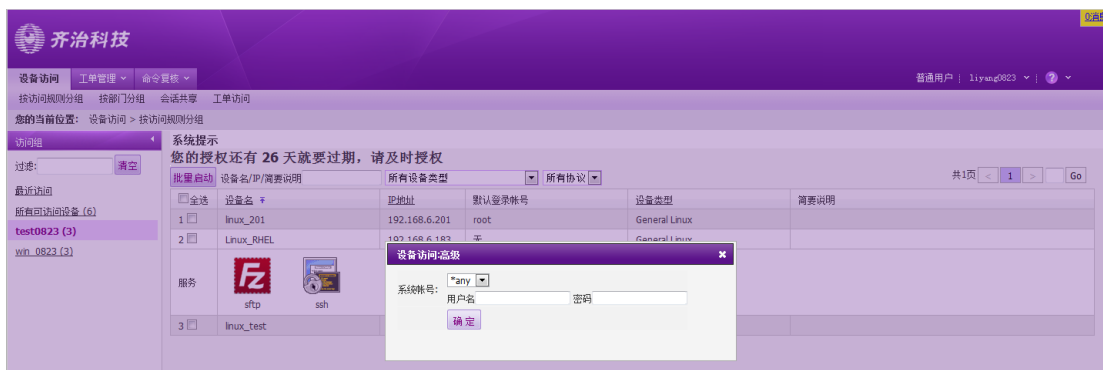 0消息
齐治科技
设备访问 工单管理 命令复核 普通用户 | liyang0823 | ?
按访问规则分组 按部门分组 会话共享 工单访问
您的当前位置: 设备访问 > 按访问规则分组
访问组
过滤: 清空
最近访问
所有可访问设备 (6)
test0823 (3)
win_0823 (3)
系统提示
您的授权还有 26 天就要过期，请及时授权
批里启动 设备名/IP/简要说明 所有设备类型 所有协议 共1页 < 1 > Go
全选 设备名 IP地址 默认登录帐号 设备类型 简要说明
1 linux_201 192.168.6.201 root General Linux
2 Linux_RHEL 192.168.6.183 无 General Linux
服务 sftp ssh
3 linux_test
设备访问:高级
系统帐号: *any
用户名 密码
确定